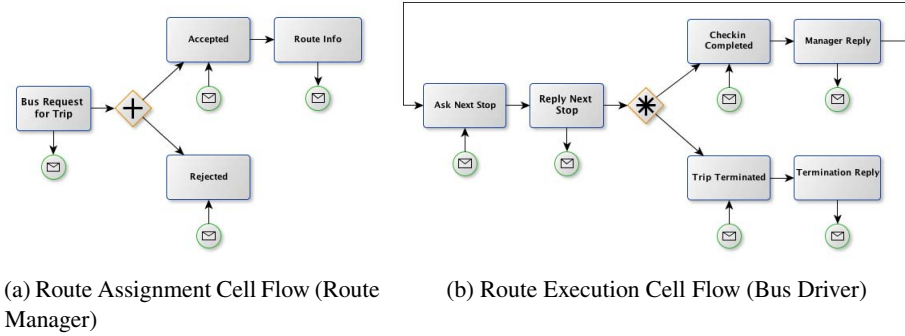 Accepted
Route Info
Bus Request
for Trip
Rejected
Checkin
Completed
Manager Reply
Ask Next Stop
Reply Next
Stop
Trip Terminated
Termination Reply
(a) Route Assignment Cell Flow (Route
Manager)
(b) Route Execution Cell Flow (Bus Driver)